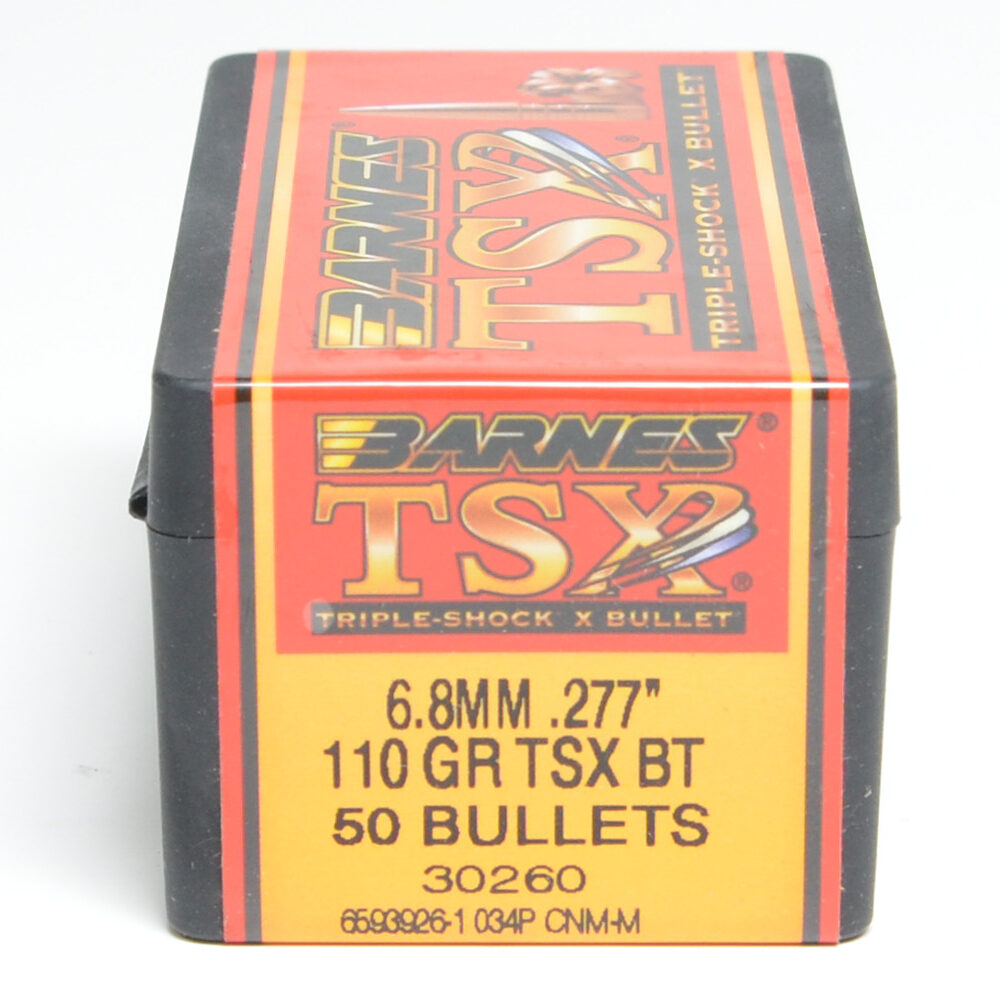 BARNES®
TSX®
TRIPLE-SHOCK X BULLET
BARNES®
TSX®
TRIPLE-SHOCK X BULLET
6.8MM .277"
110 GR TSX BT
50 BULLETS
30260
6593926-1 034P CNM-M